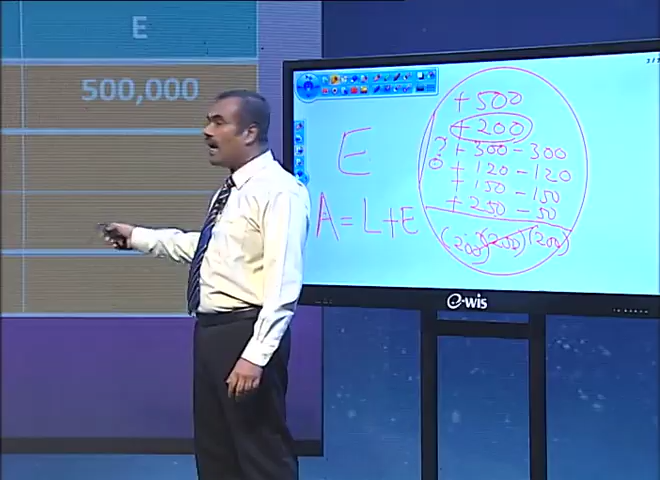 E
500,000
E
A = L + E
+ 500
+ 200
? + 300 - 300
+ 120 - 120
+ 150 - 150
+ 250 - 50
(200) (200) (200)
e-wis